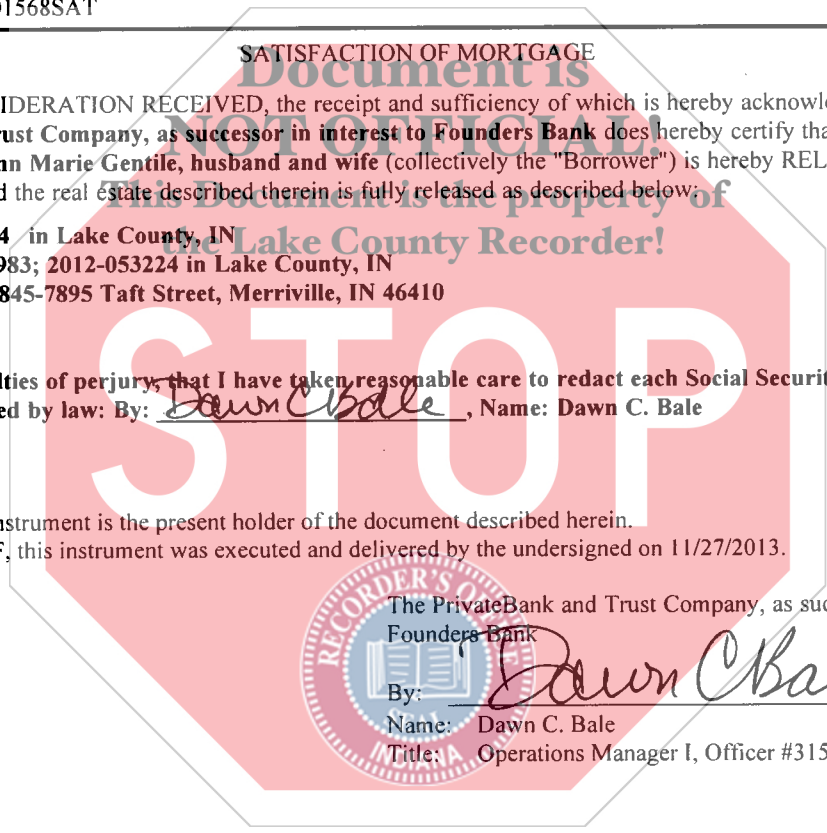 01568SAT
SATISFACTION OF MORTGAGE
Document is
IDERATION RECEIVED, the receipt and sufficiency of which is hereby acknowl
NOT OFFICIAL!
rust Company, as successor in interest to Founders Bank does hereby certify tha
nn Marie Gentile, husband and wife (collectively the "Borrower") is hereby REL
d the real estate described therein is fully released as described below:
This Document is the property of
4 in Lake County, IN
the Lake County Recorder!
983; 2012-053224 in Lake County, IN
845-7895 Taft Street, Merriville, IN 46410
STOP
lties of perjury, that I have taken reasonable care to redact each Social Securit
ed by law: By: Dawn C Bale, Name: Dawn C. Bale
nstrument is the present holder of the document described herein.
F, this instrument was executed and delivered by the undersigned on 11/27/2013.
RECORDER'S OFFICE
The PrivateBank and Trust Company, as suc
Founders Bank
By: Dawn C Ba
SEAL
Name: Dawn C. Bale
INDIANA
Title: Operations Manager I, Officer #315